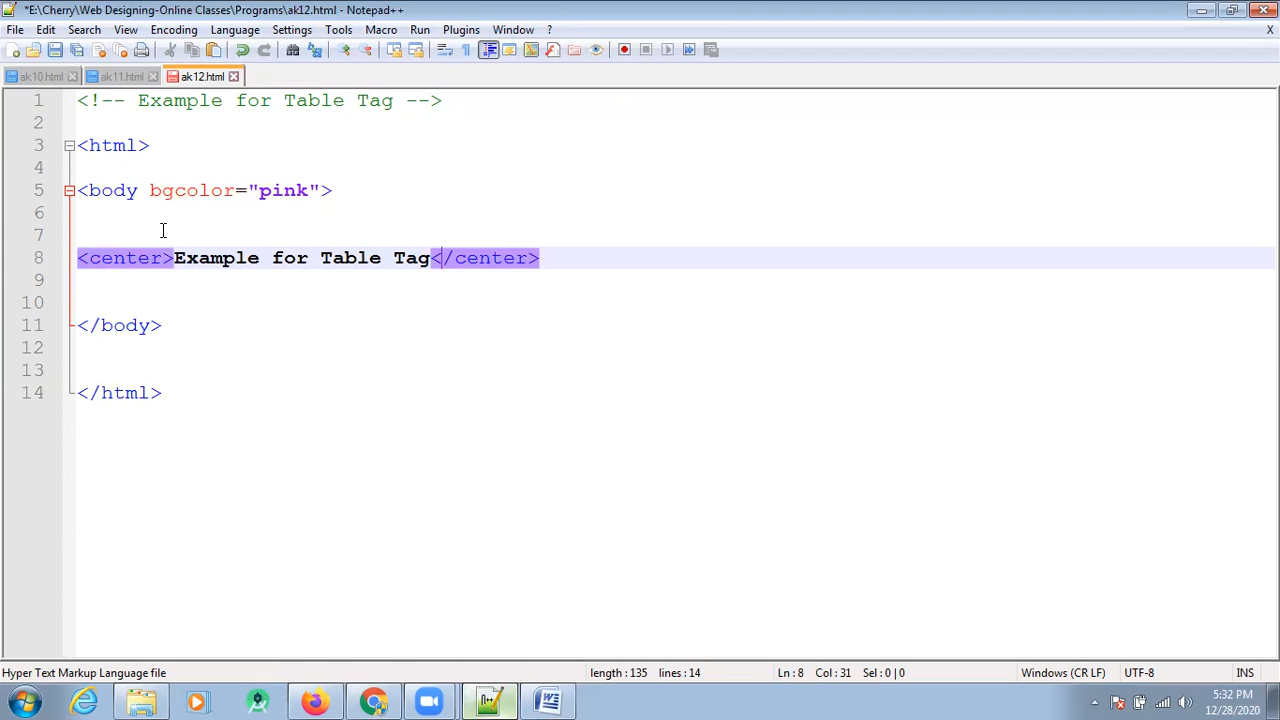 *E:\Cherry\Web Designing-Online Classes\Programs\ak12.html - Notepad++
File Edit Search View Encoding Language Settings Tools Macro Run Plugins Window ? X
ak10.html ak11.html ak12.html
1 <!-- Example for Table Tag -->
2
3 <html>
4
5 <body bgcolor="pink">
6
7
8 <center>Example for Table Tag</center>
9
10
11 </body>
12
13
14 </html>
Hyper Text Markup Language file length : 135 lines : 14 Ln : 8 Col : 31 Sel : 0 | 0 Windows (CR LF) UTF-8 INS
5:32 PM
12/28/2020